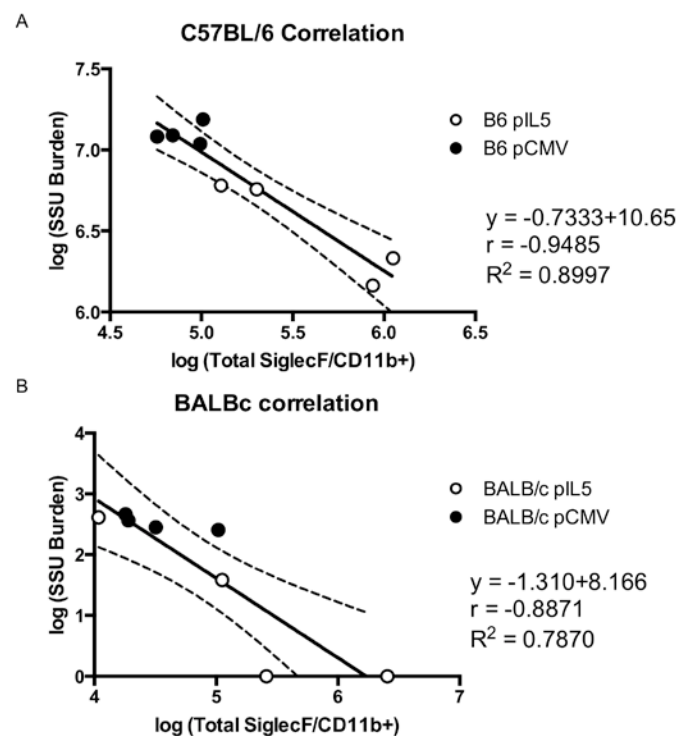 A
C57BL/6 Correlation
7.5
7.0
6.5
6.0
log (SSU Burden)
4.5 5.0 5.5 6.0 6.5
log (Total SiglecF/CD11b+)
B6 pIL5
B6 pCMV
y = -0.7333+10.65
r = -0.9485
R² = 0.8997
B
BALBc correlation
4
3
2
1
0
log (SSU Burden)
4 5 6 7
log (Total SiglecF/CD11b+)
BALB/c pIL5
BALB/c pCMV
y = -1.310+8.166
r = -0.8871
R² = 0.7870